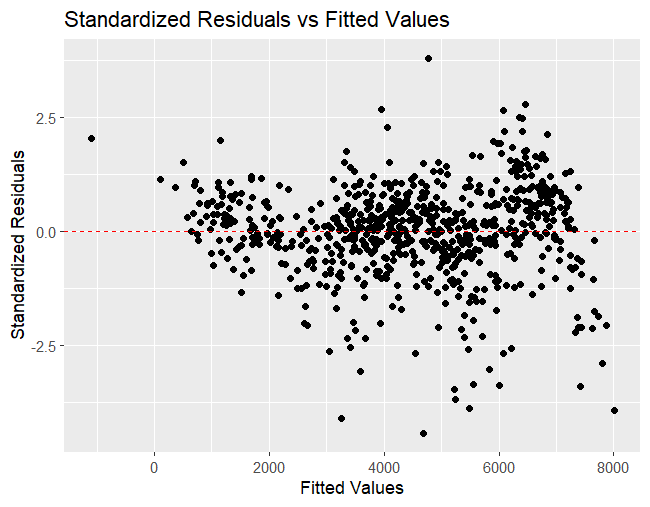 Standardized Residuals vs Fitted Values
Standardized Residuals
2.5
0.0
-2.5
0 2000 4000 6000 8000
Fitted Values